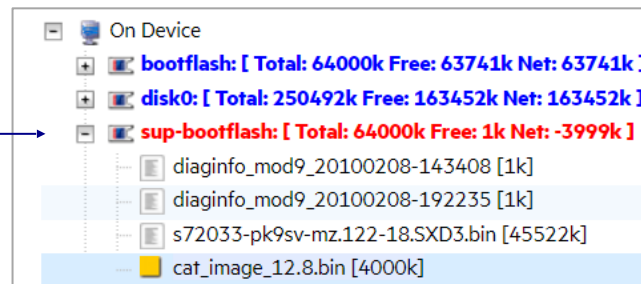 On Device
bootflash: [ Total: 64000k Free: 63741k Net: 63741k ]
disk0: [ Total: 250492k Free: 163452k Net: 163452k ]
sup-bootflash: [ Total: 64000k Free: 1k Net: -3999k ]
diaginfo_mod9_20100208-143408 [1k]
diaginfo_mod9_20100208-192235 [1k]
s72033-pk9sv-mz.122-18.SXD3.bin [45522k]
cat_image_12.8.bin [4000k]